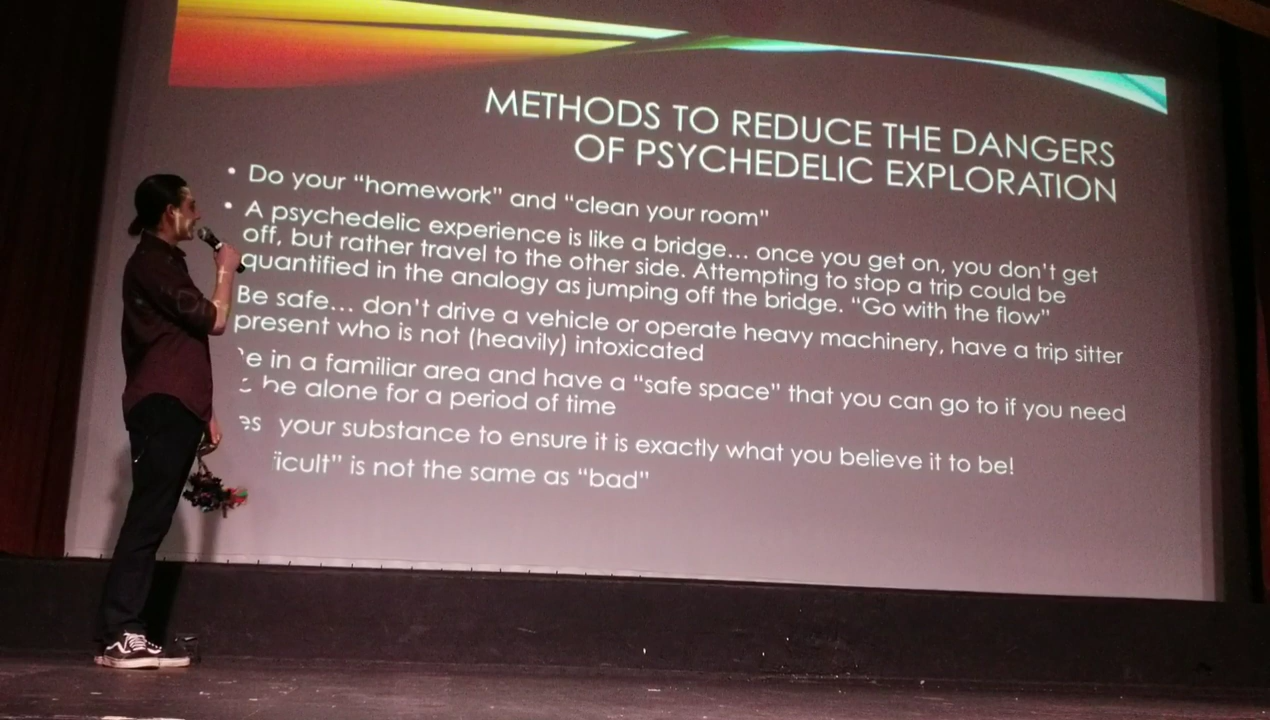 METHODS TO REDUCE THE DANGERS
OF PSYCHEDELIC EXPLORATION
• Do your “homework” and “clean your room”
• A psychedelic experience is like a bridge… once you get on, you don’t get
off, but rather travel to the other side. Attempting to stop a trip could be
quantified in the analogy as jumping off the bridge. “Go with the flow”
Be safe… don’t drive a vehicle or operate heavy machinery, have a trip sitter
present who is not (heavily) intoxicated
e in a familiar area and have a “safe space” that you can go to if you need
be alone for a period of time
es your substance to ensure it is exactly what you believe it to be!
icult” is not the same as “bad”